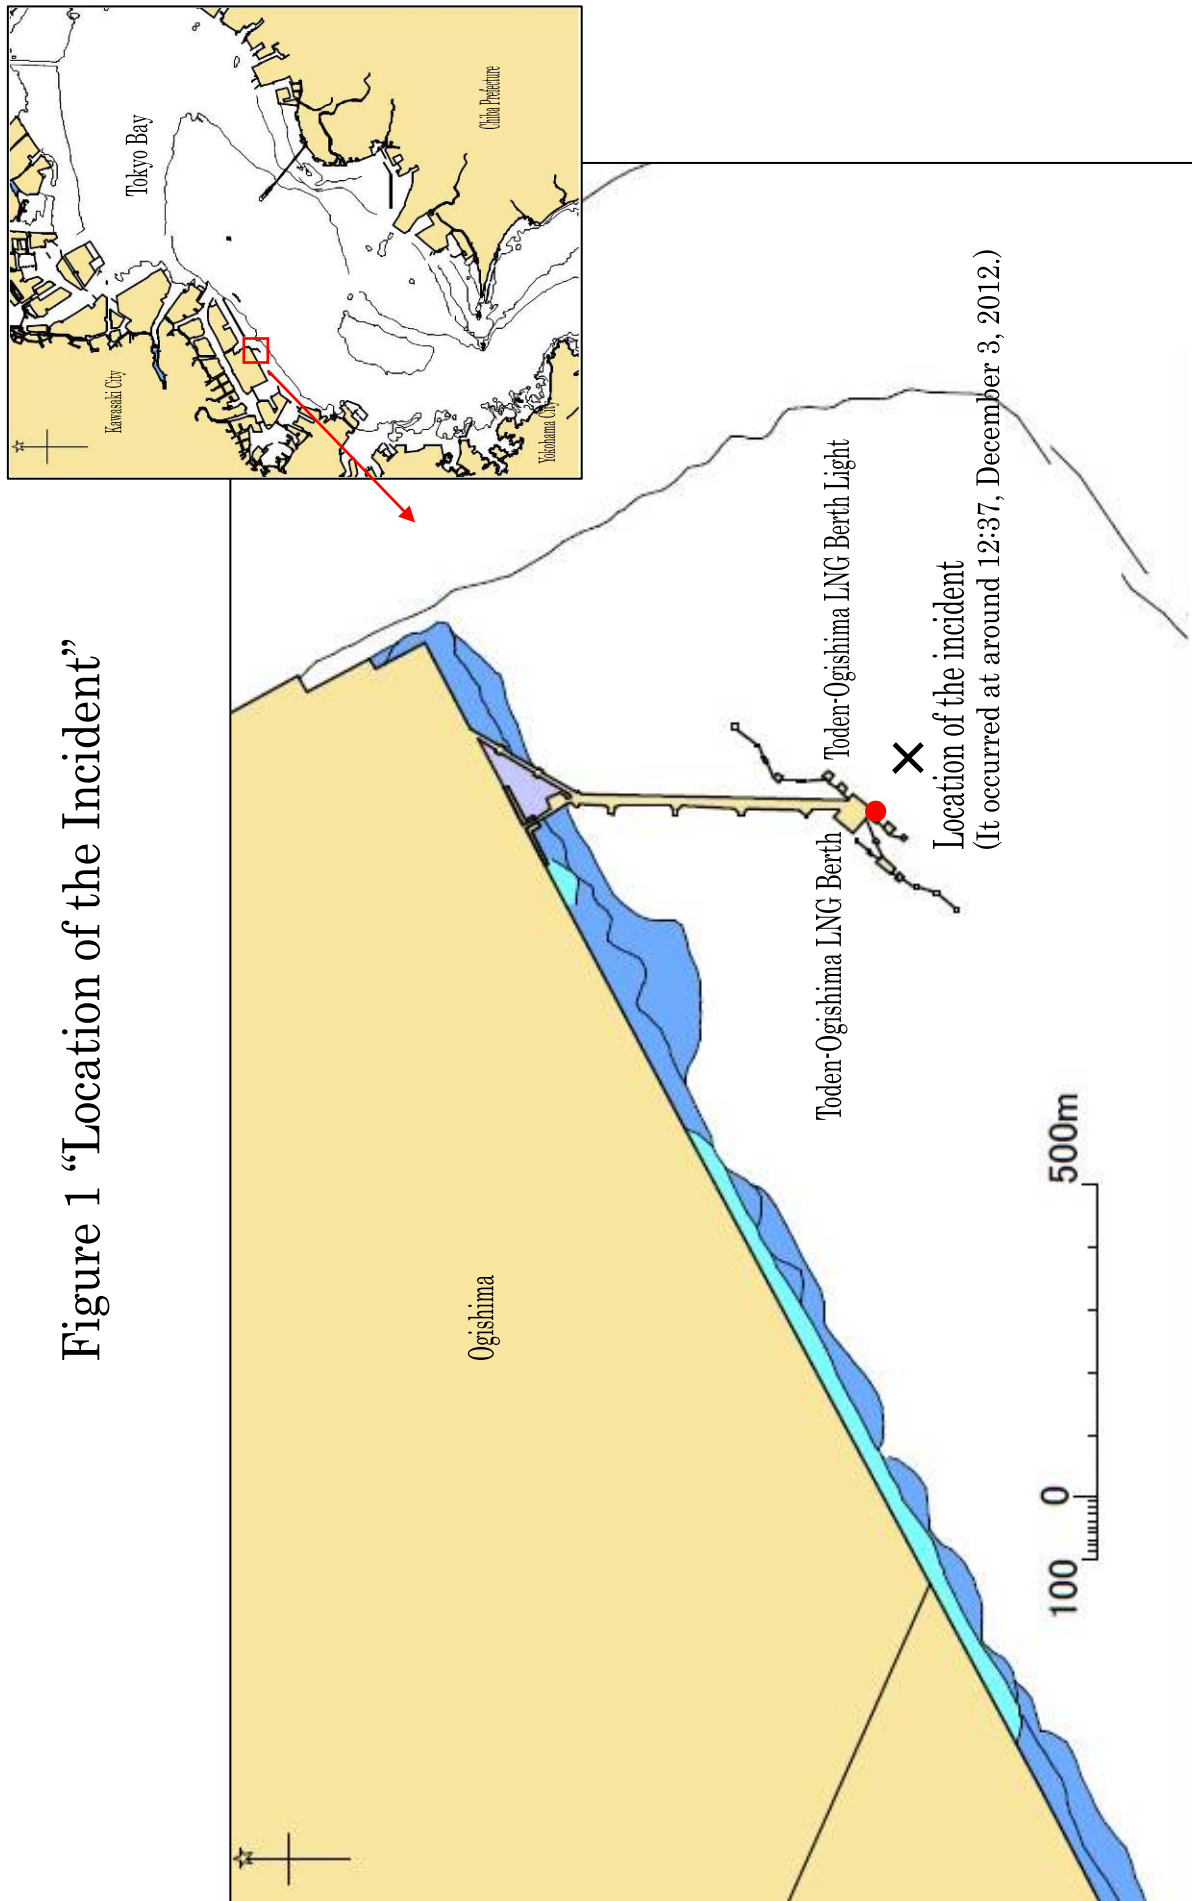 Figure 1 “Location of the Incident”
Tokyo Bay
Kawasaki City
Chiba Prefecture
Yokohama City
Ogishima
Toden-Ogishima LNG Berth
Toden-Ogishima LNG Berth Light
Location of the incident
(It occurred at around 12:37, December 3, 2012.)
100
0
500m